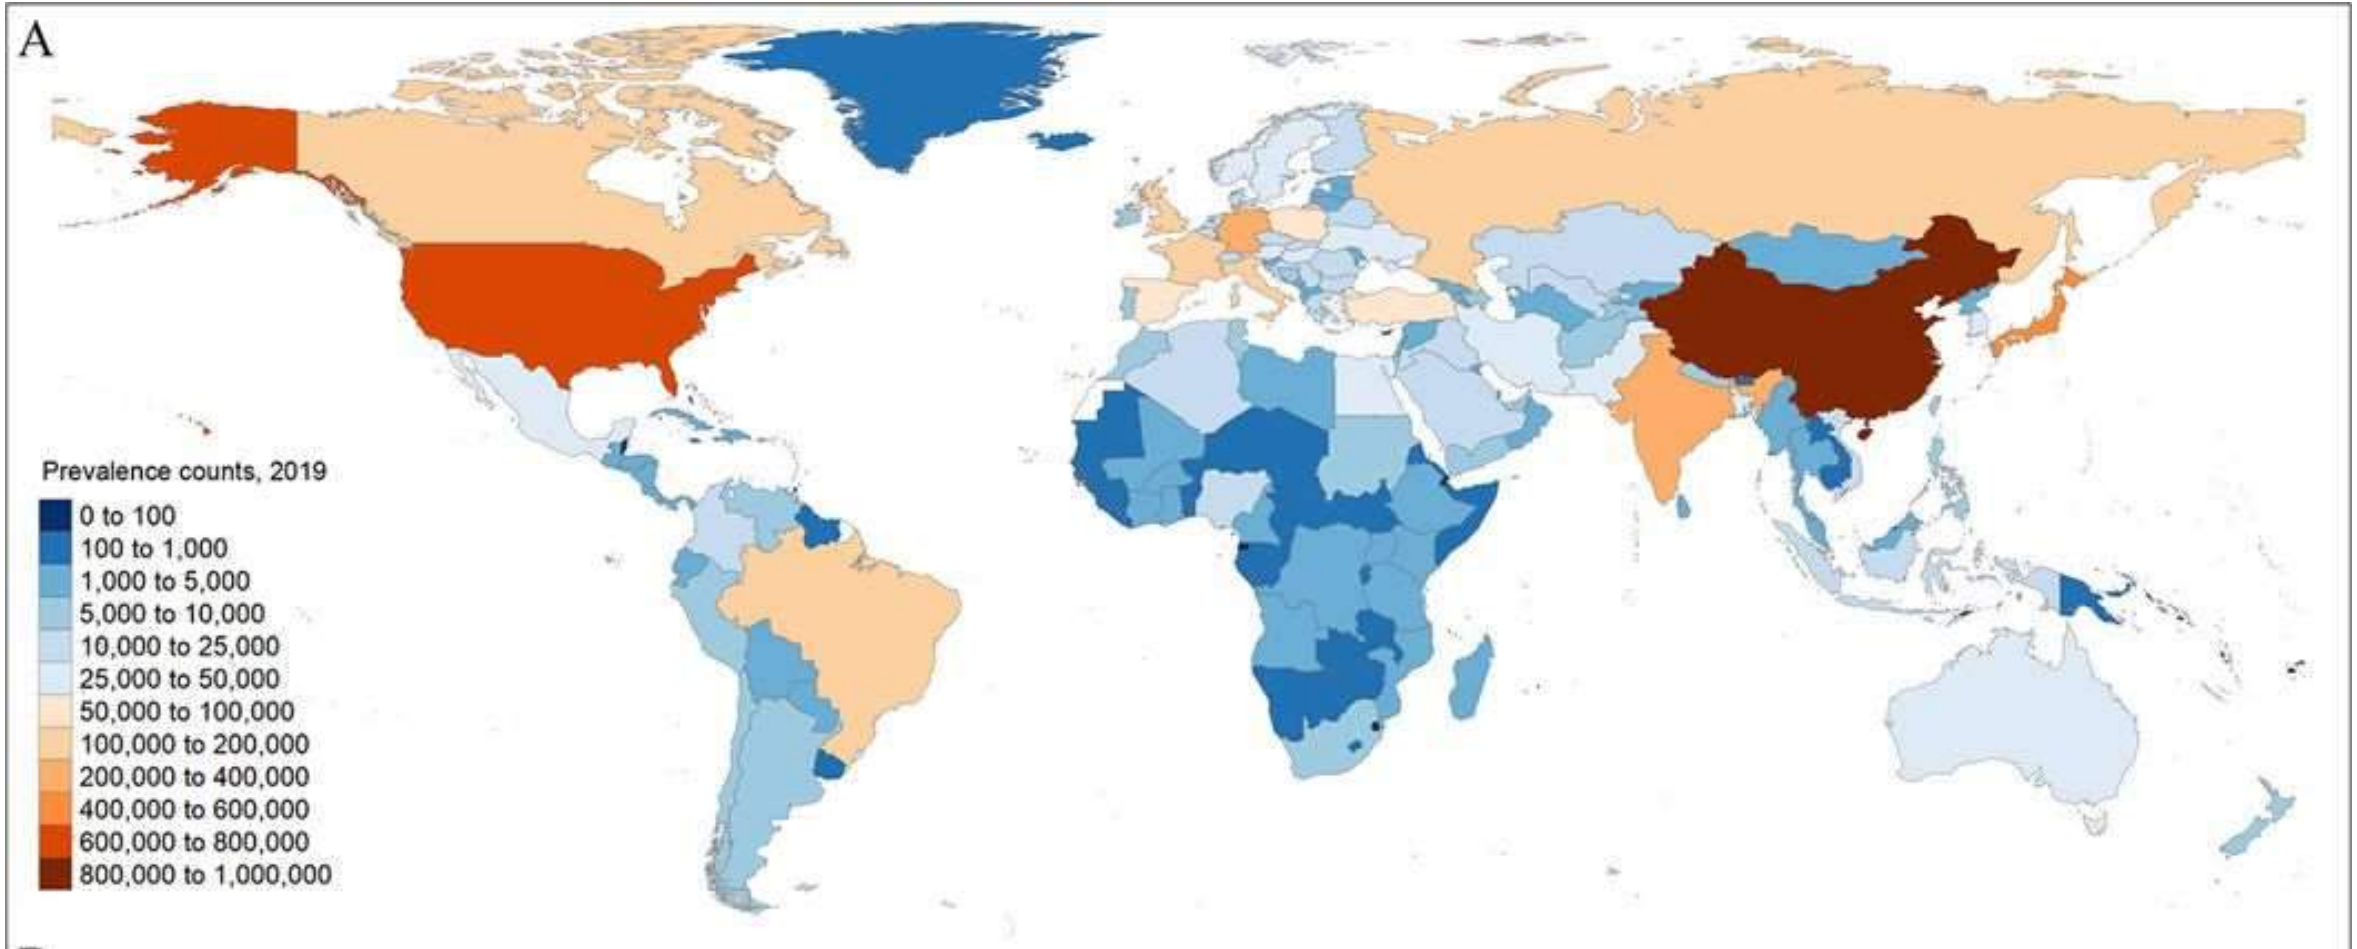 A
Prevalence counts, 2019
0 to 100
100 to 1,000
1,000 to 5,000
5,000 to 10,000
10,000 to 25,000
25,000 to 50,000
50,000 to 100,000
100,000 to 200,000
200,000 to 400,000
400,000 to 600,000
600,000 to 800,000
800,000 to 1,000,000